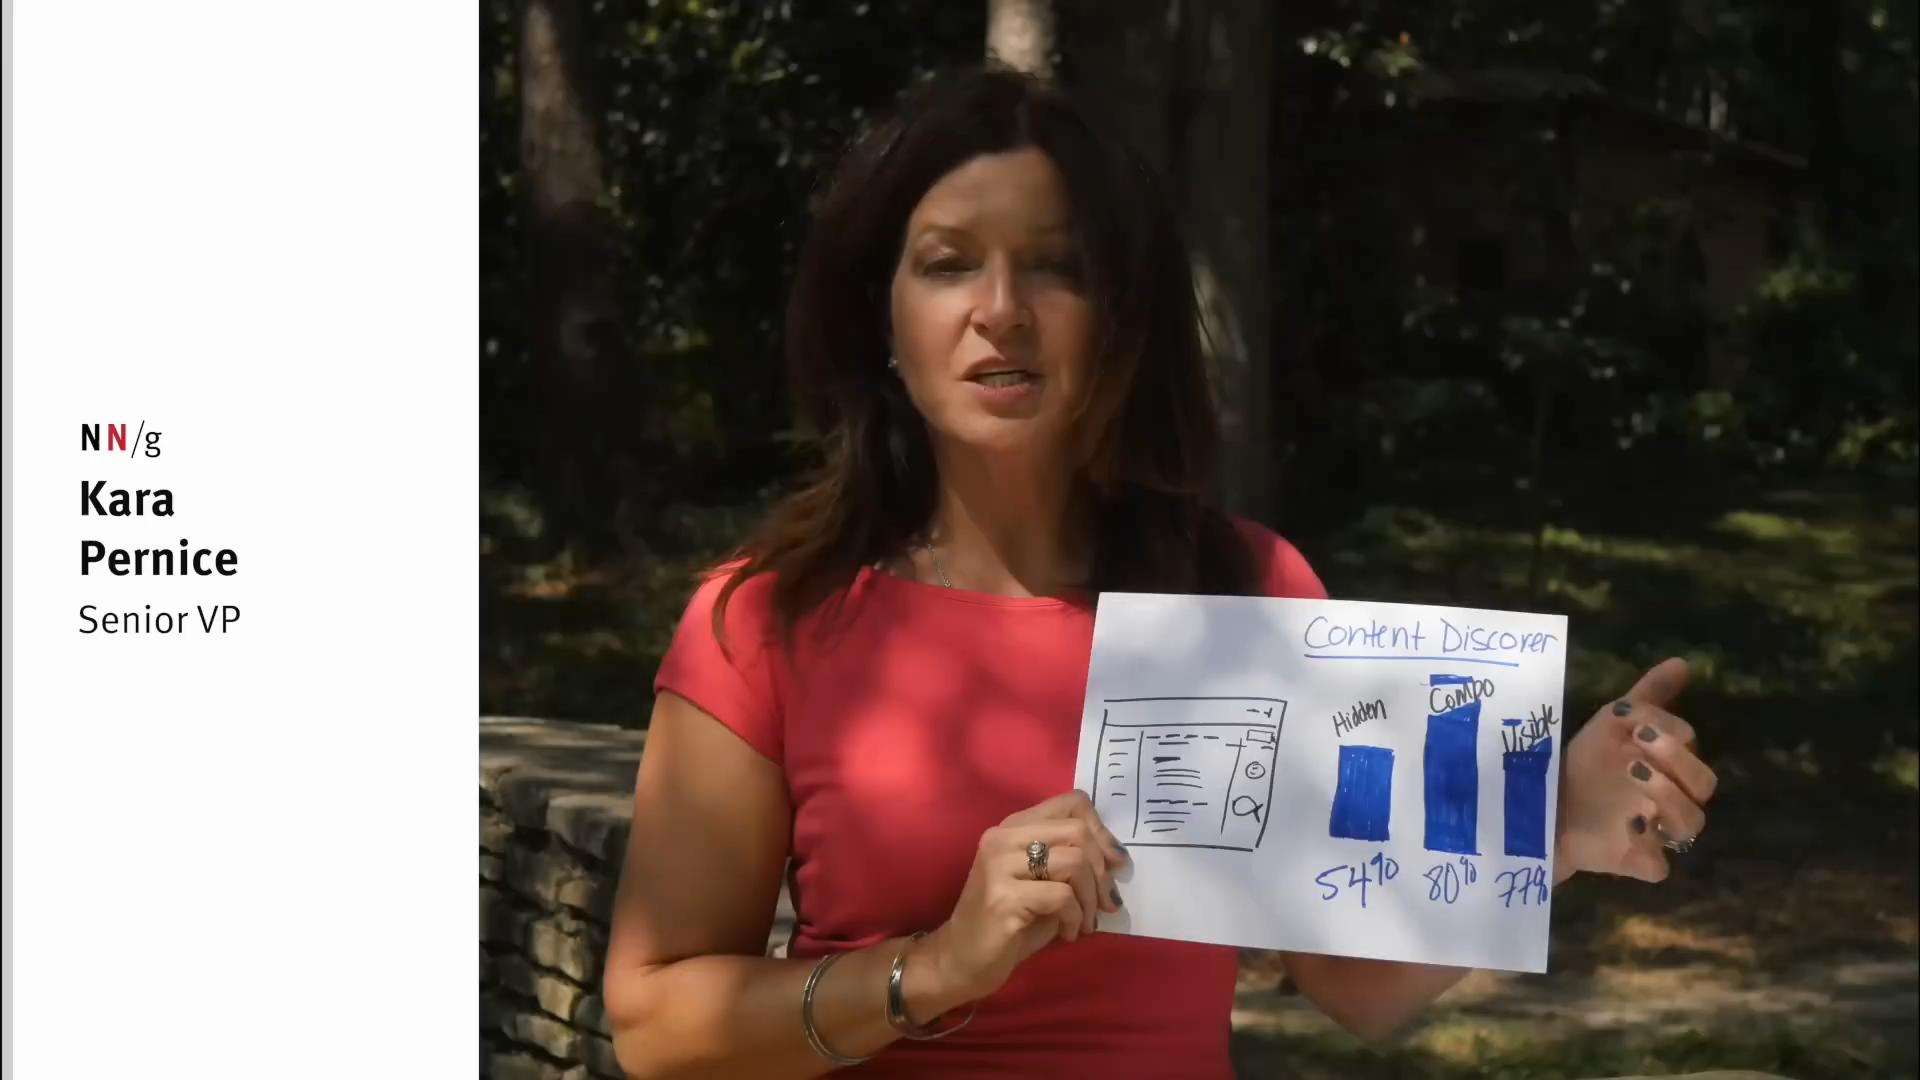 NN/g
Kara
Pernice
Senior VP
Content Discover
Hidden
Combo
Visible
54%
80%
77%